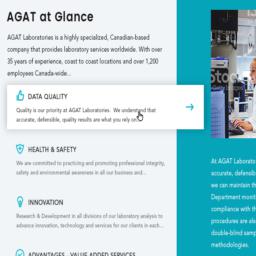 AGAT at Glance
AGAT Laboratories is a highly specialized, Canadian-based
company that provides laboratory services worldwide. With over
35 years of experience, coast to coast locations and over 1,200
employees Canada-wide...
DATA QUALITY
Quality is our priority at AGAT Laboratories. We understand that
accurate, defensible, quality results are what you rely on
HEALTH & SAFETY
We are committed to practicing and promoting professional integrity,
safety and environmental awareness in all our business and...
INNOVATION
Research & Development in all divisions of our laboratory analysis to
advance innovation, technology and services for our clients in each...
ADVANTAGES - VALUE ADDED SERVICES
iStock
At AGAT Laborato
accurate, defensib
we can maintain th
Department monit
compliance with th
procedures are als
double-blind samp
methodologies.